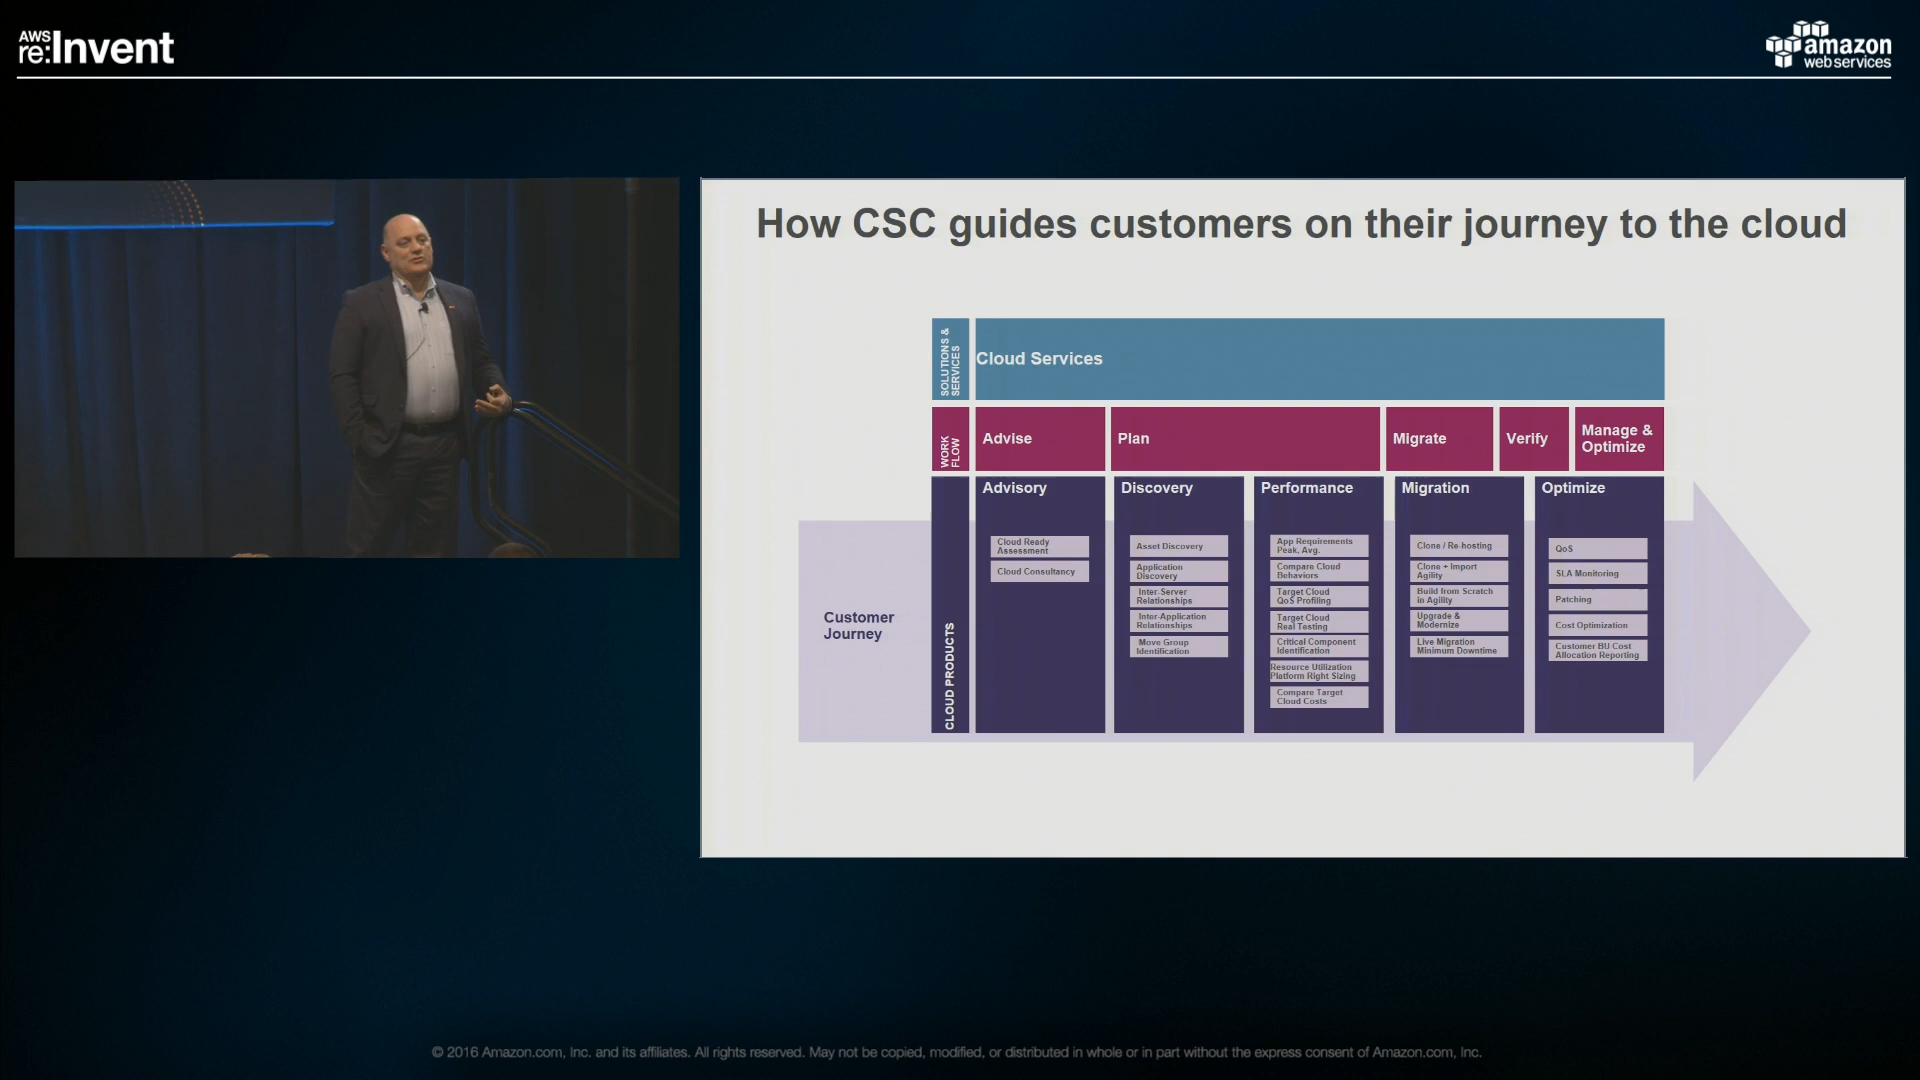 AWS
re:Invent
amazon
web services
How CSC guides customers on their journey to the cloud
SOLUTIONS &
SERVICES
Cloud Services
WORK
FLOW
Advise
Plan
Migrate
Verify
Manage &
Optimize
Customer
Journey
CLOUD PRODUCTS
Advisory
Cloud Ready
Assessment
Cloud Consultancy
Discovery
Asset Discovery
Application
Discovery
Inter-Server
Relationships
Inter-Application
Relationships
Move Group
Identification
Performance
App Requirements
Peak, Avg.
Compare Cloud
Behaviors
Target Cloud
QoS Profiling
Target Cloud
Real Testing
Critical Component
Identification
Resource Utilization
Platform Right Sizing
Compare Target
Cloud Costs
Migration
Clone / Re-hosting
Clone + Import
Agility
Build from Scratch
in Agility
Upgrade &
Modernize
Live Migration
Minimum Downtime
Optimize
QoS
SLA Monitoring
Patching
Cost Optimization
Customer BU Cost
Allocation Reporting
© 2016 Amazon.com, Inc. and its affiliates. All rights reserved. May not be copied, modified, or distributed in whole or in part without the express consent of Amazon.com, Inc.